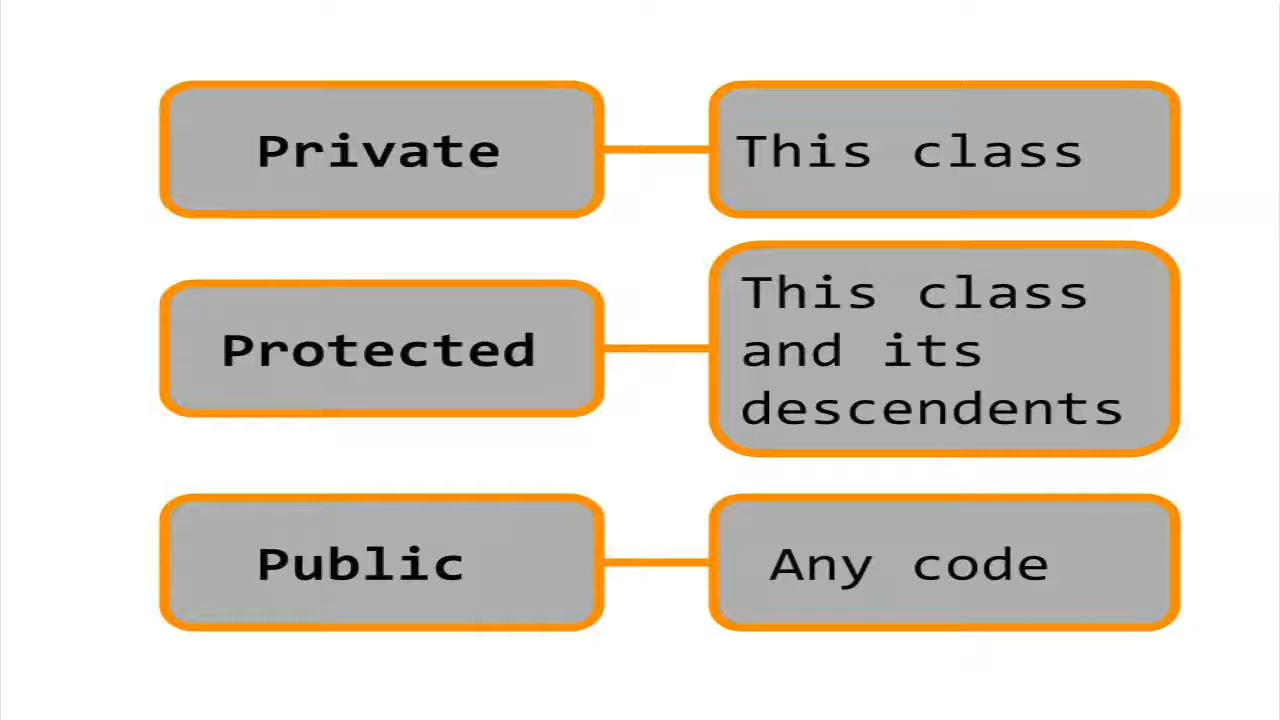 Private
This class
Protected
This class
and its
descendents
Public
Any code